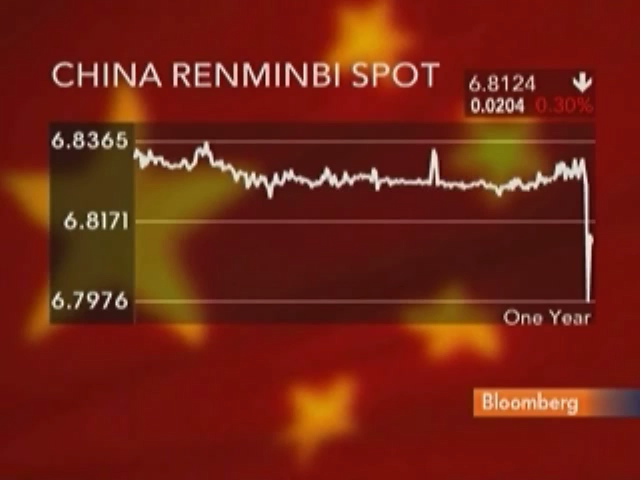 CHINA RENMINBI SPOT
6.8124
0.0204 0.30%
6.8365
6.8171
6.7976
One Year
Bloomberg